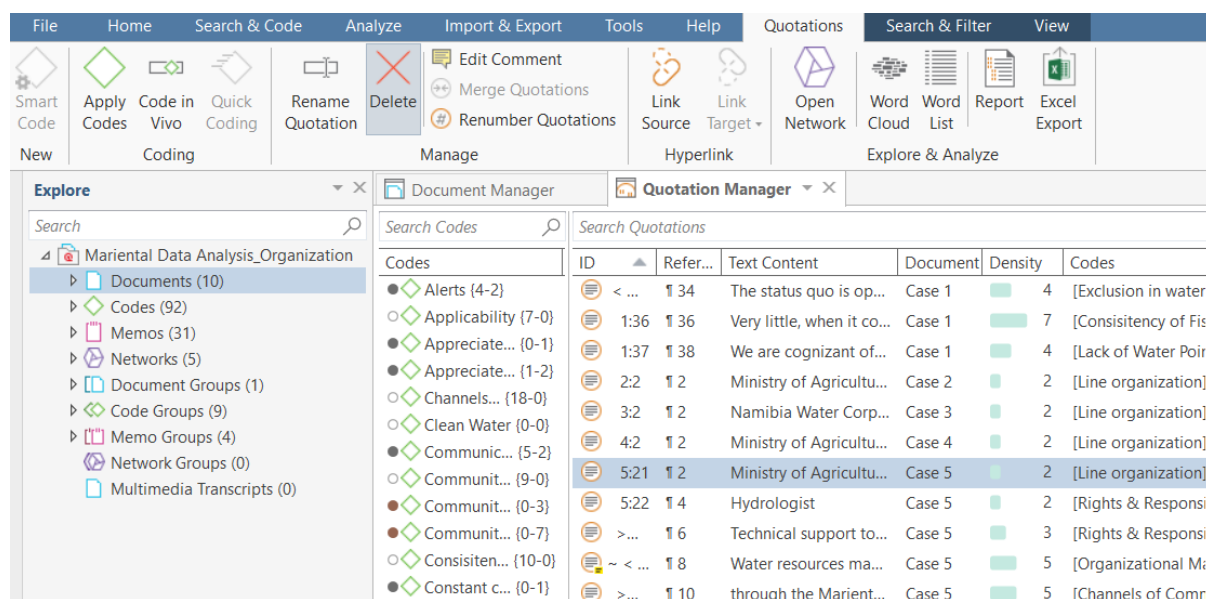 File Home Search & Code Analyze Import & Export Tools Help Quotations Search & Filter View
Smart Code
Apply Codes
Code in Vivo
Quick Coding
Rename Quotation
Delete
Edit Comment
Merge Quotations
Renumber Quotations
Link Source
Link Target
Open Network
Word Cloud
Word List
Report
Excel Export
New Coding Manage Hyperlink Explore & Analyze
Explore
Search
Mariental Data Analysis_Organization
Documents (10)
Codes (92)
Memos (31)
Networks (5)
Document Groups (1)
Code Groups (9)
Memo Groups (4)
Network Groups (0)
Multimedia Transcripts (0)
Document Manager Quotation Manager
Search Codes
Codes
Alerts {4-2}
Applicability {7-0}
Appreciate... {0-1}
Appreciate... {1-2}
Channels... {18-0}
Clean Water {0-0}
Communic... {5-2}
Communit... {9-0}
Communit... {0-3}
Communit... {0-7}
Consisiten... {10-0}
Constant c... {0-1}
Search Quotations
ID Refer... Text Content Document Density Codes
< ... ¶ 34 The status quo is op... Case 1 4 [Exclusion in water
1:36 ¶ 36 Very little, when it co... Case 1 7 [Consisitency of Fis
1:37 ¶ 38 We are cognizant of... Case 1 4 [Lack of Water Poin
2:2 ¶ 2 Ministry of Agricultu... Case 2 2 [Line organization]
3:2 ¶ 2 Namibia Water Corp... Case 3 2 [Line organization]
4:2 ¶ 2 Ministry of Agricultu... Case 4 2 [Line organization]
5:21 ¶ 2 Ministry of Agricultu... Case 5 2 [Line organization]
5:22 ¶ 4 Hydrologist Case 5 2 [Rights & Responsi
>... ¶ 6 Technical support to... Case 5 3 [Rights & Responsi
~ < ... ¶ 8 Water resources ma... Case 5 5 [Organizational Ma
>... ¶ 10 through the Marient... Case 5 5 [Channels of Comm